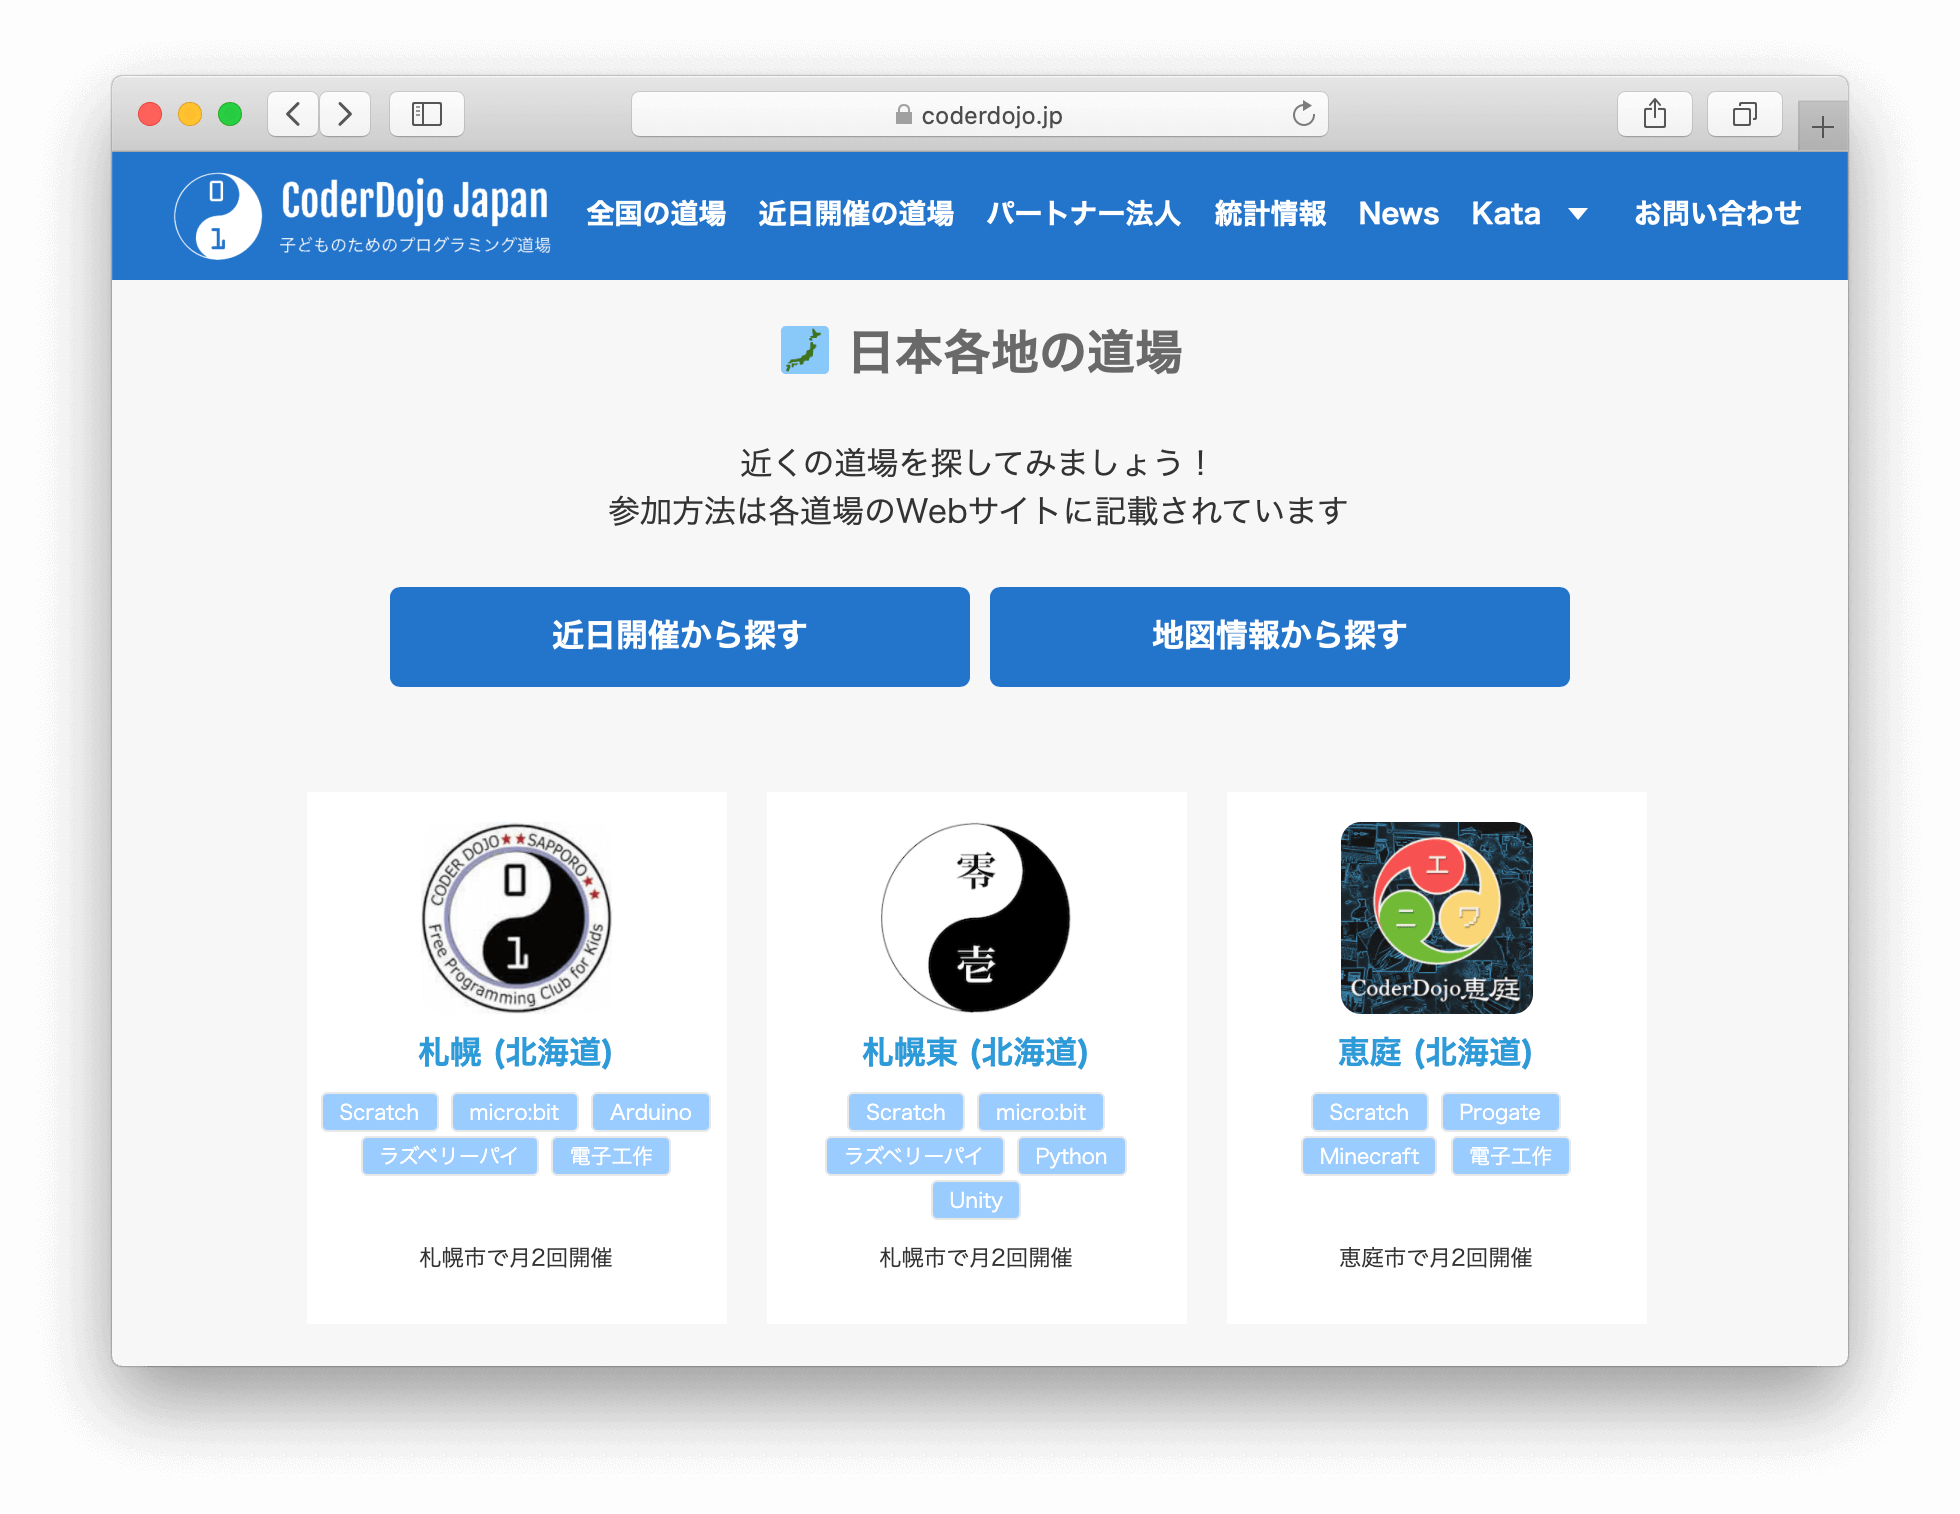 coderdojo.jp
0
1
CoderDojo Japan
子どものためのプログラミング道場
全国の道場 近日開催の道場 パートナー法人 統計情報 News Kata お問い合わせ
日本各地の道場
近くの道場を探してみましょう！
参加方法は各道場のWebサイトに記載されています
近日開催から探す 地図情報から探す
CODER DOJO★★SAPPORO★★
0
1
Free Programming Club for Kids
札幌 (北海道)
Scratch micro:bit Arduino
ラズベリーパイ 電子工作
札幌市で月2回開催
零
壱
札幌東 (北海道)
Scratch micro:bit
ラズベリーパイ Python
Unity
札幌市で月2回開催
エ
ニ ワ
CoderDojo恵庭
恵庭 (北海道)
Scratch Progate
Minecraft 電子工作
恵庭市で月2回開催